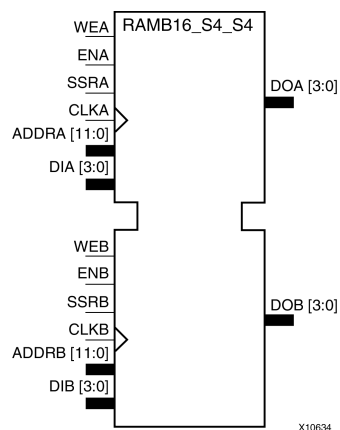 WEA
RAMB16_S4_S4
ENA
DOA [3:0]
SSRA
CLKA
ADDRA [11:0]
DIA [3:0]
WEB
ENB
SSRB
DOB [3:0]
CLKB
ADDRB [11:0]
DIB [3:0]
X10634